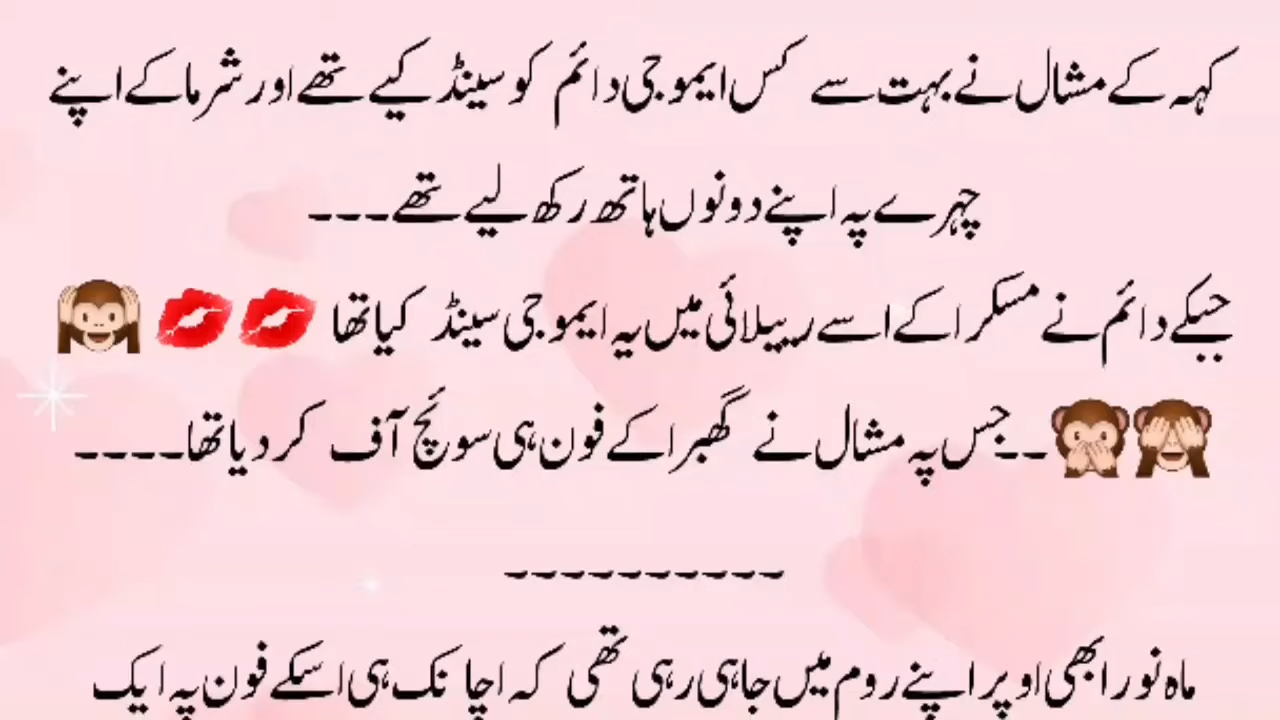 کہہ کے مشال نے بہت سے کس ایموجی دائم کو سینڈ کیے تھے اور شرما کے اپنے
چہرے پہ اپنے دونوں ہاتھ رکھ لیے تھے۔۔۔
جسکے دائم نے مسکرا کے اسے ریپلائی میں یہ ایموجی سینڈ کیا تھا 💋💋🙉
🙈🙊۔۔جس پہ مشال نے گھبرا کے فون ہی سوئچ آف کر دیا تھا۔۔۔۔
۔۔۔۔۔۔۔۔۔۔
ماہ نور ابھی اوپر اپنے روم میں جا ہی رہی تھی کہ اچانک ہی اسکے فون پہ ایک